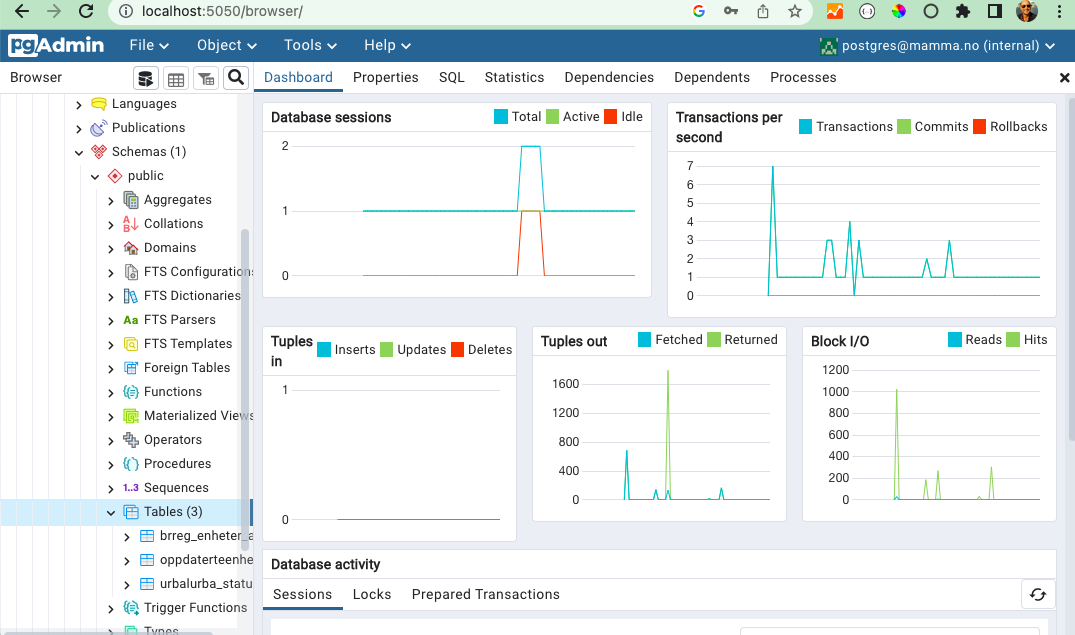 localhost:5050/browser/
pgAdmin File Object Tools Help postgres@mamma.no (internal)
Browser
Dashboard Properties SQL Statistics Dependencies Dependents Processes
Languages
Publications
Schemas (1)
public
Aggregates
Collations
Domains
FTS Configurations
FTS Dictionaries
FTS Parsers
FTS Templates
Foreign Tables
Functions
Materialized Views
Operators
Procedures
1..3 Sequences
Tables (3)
brreg_enheter_a
oppdaterteenhe
urbalurba_statu
Trigger Functions
Types
Database sessions Total Active Idle
2
1
0
Transactions per
second
Transactions Commits Rollbacks
7
6
5
4
3
2
1
0
Tuples
in
Inserts Updates Deletes
1
0
Tuples out Fetched Returned
1600
1200
800
400
0
Block I/O Reads Hits
1200
1000
800
600
400
200
0
Database activity
Sessions Locks Prepared Transactions